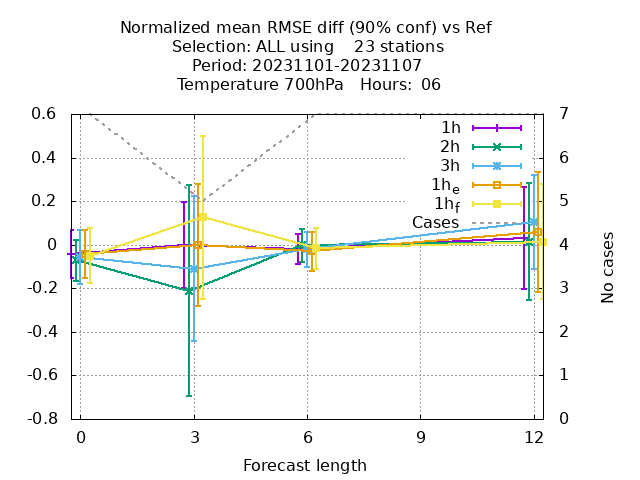 Normalized mean RMSE diff (90% conf) vs Ref
Selection: ALL using    23 stations
Period: 20231101-20231107
Temperature 700hPa   Hours:  06
0.6
0.4
0.2
0
-0.2
-0.4
-0.6
-0.8
7
6
5
4
3
2
1
0
1h
2h
3h
1he
1hf
Cases
No cases
0 3 6 9 12
Forecast length